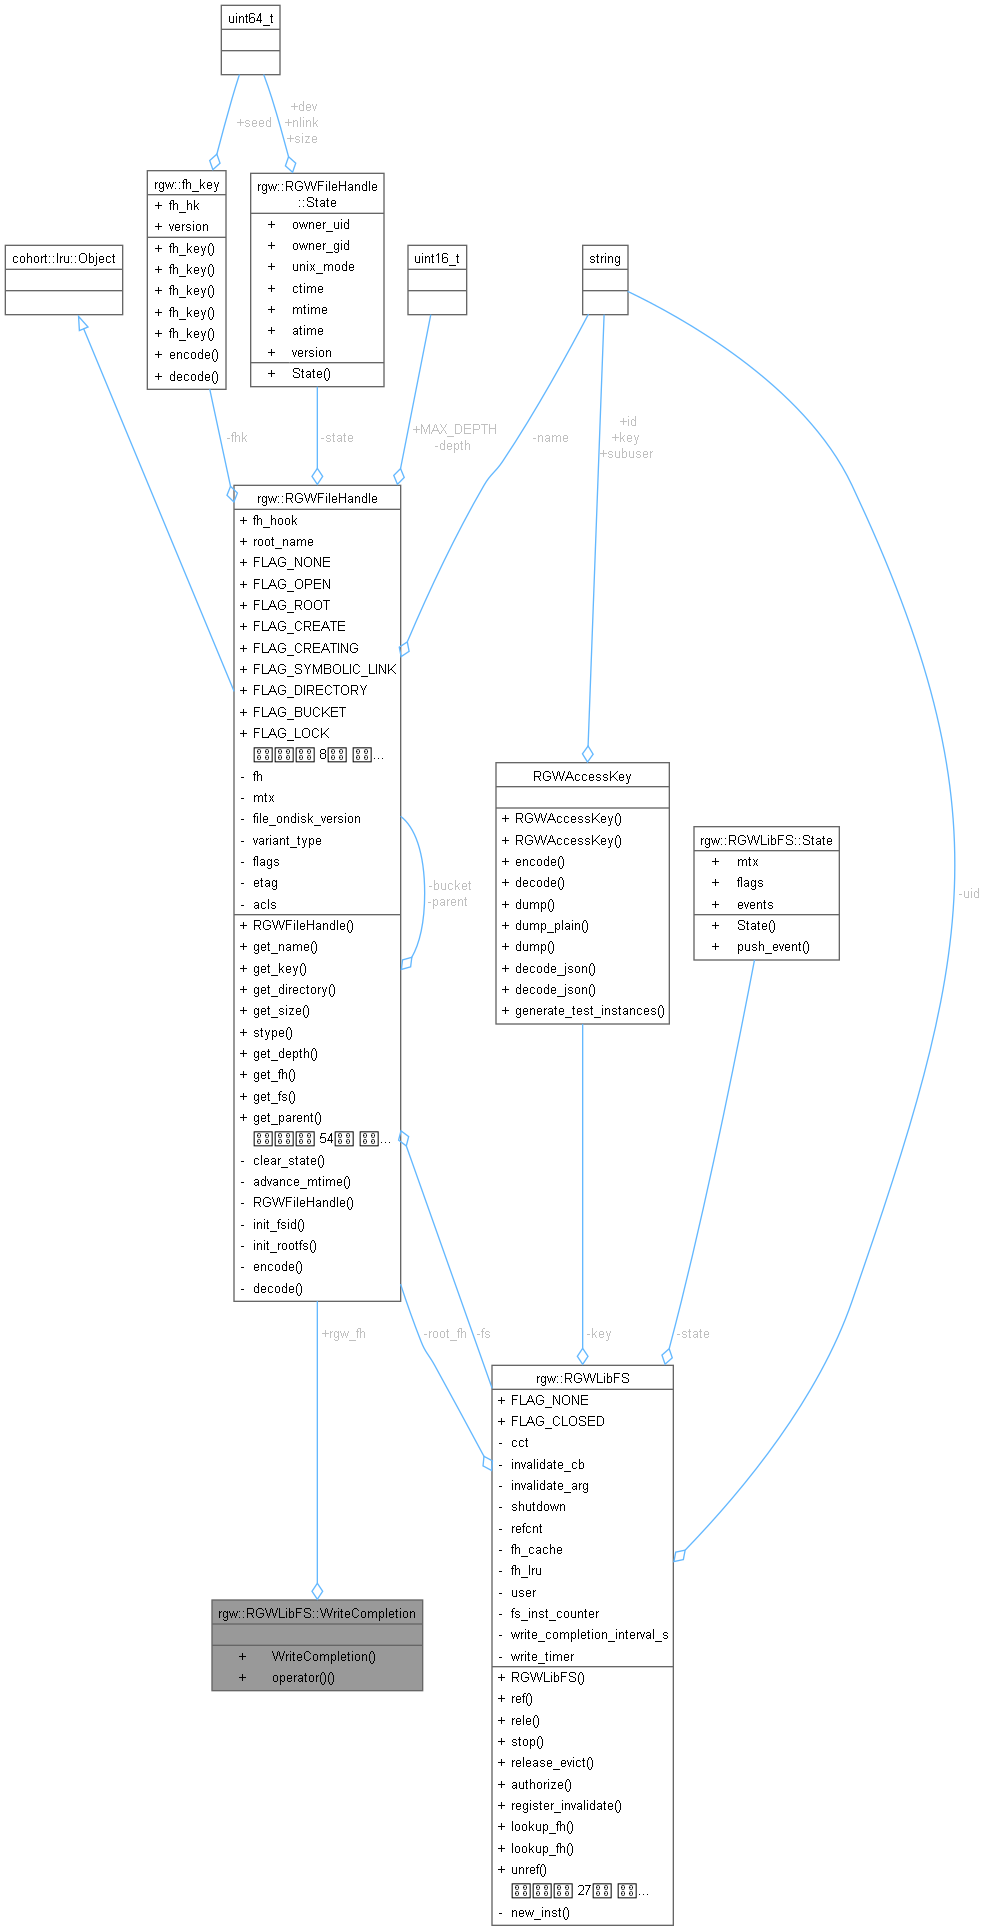 uint64_t
+seed
+dev
+nlink
+size
rgw::fh_key
+ fh_hk
+ version
+ fh_key()
+ fh_key()
+ fh_key()
+ fh_key()
+ fh_key()
+ encode()
+ decode()
rgw::RGWFileHandle
::State
+ owner_uid
+ owner_gid
+ unix_mode
+ ctime
+ mtime
+ atime
+ version
+ State()
cohort::lru::Object
uint16_t
string
-fhk
-state
+MAX_DEPTH
-depth
-name
+id
+key
+subuser
rgw::RGWFileHandle
+ fh_hook
+ root_name
+ FLAG_NONE
+ FLAG_OPEN
+ FLAG_ROOT
+ FLAG_CREATE
+ FLAG_CREATING
+ FLAG_SYMBOLIC_LINK
+ FLAG_DIRECTORY
+ FLAG_BUCKET
+ FLAG_LOCK
8 ...
- fh
- mtx
- file_ondisk_version
- variant_type
- flags
- etag
- acls
+ RGWFileHandle()
+ get_name()
+ get_key()
+ get_directory()
+ get_size()
+ stype()
+ get_depth()
+ get_fh()
+ get_fs()
+ get_parent()
54 ...
- clear_state()
- advance_mtime()
- RGWFileHandle()
- init_fsid()
- init_rootfs()
- encode()
- decode()
-bucket
-parent
RGWAccessKey
+ RGWAccessKey()
+ RGWAccessKey()
+ encode()
+ decode()
+ dump()
+ dump_plain()
+ dump()
+ decode_json()
+ decode_json()
+ generate_test_instances()
rgw::RGWLibFS::State
+ mtx
+ flags
+ events
+ State()
+ push_event()
-uid
+rgw_fh
-root_fh
-fs
-key
-state
rgw::RGWLibFS
+ FLAG_NONE
+ FLAG_CLOSED
- cct
- invalidate_cb
- invalidate_arg
- shutdown
- refcnt
- fh_cache
- fh_lru
- user
- fs_inst_counter
- write_completion_interval_s
- write_timer
+ RGWLibFS()
+ ref()
+ rele()
+ stop()
+ release_evict()
+ authorize()
+ register_invalidate()
+ lookup_fh()
+ lookup_fh()
+ unref()
27 ...
- new_inst()
rgw::RGWLibFS::WriteCompletion
+ WriteCompletion()
+ operator()()